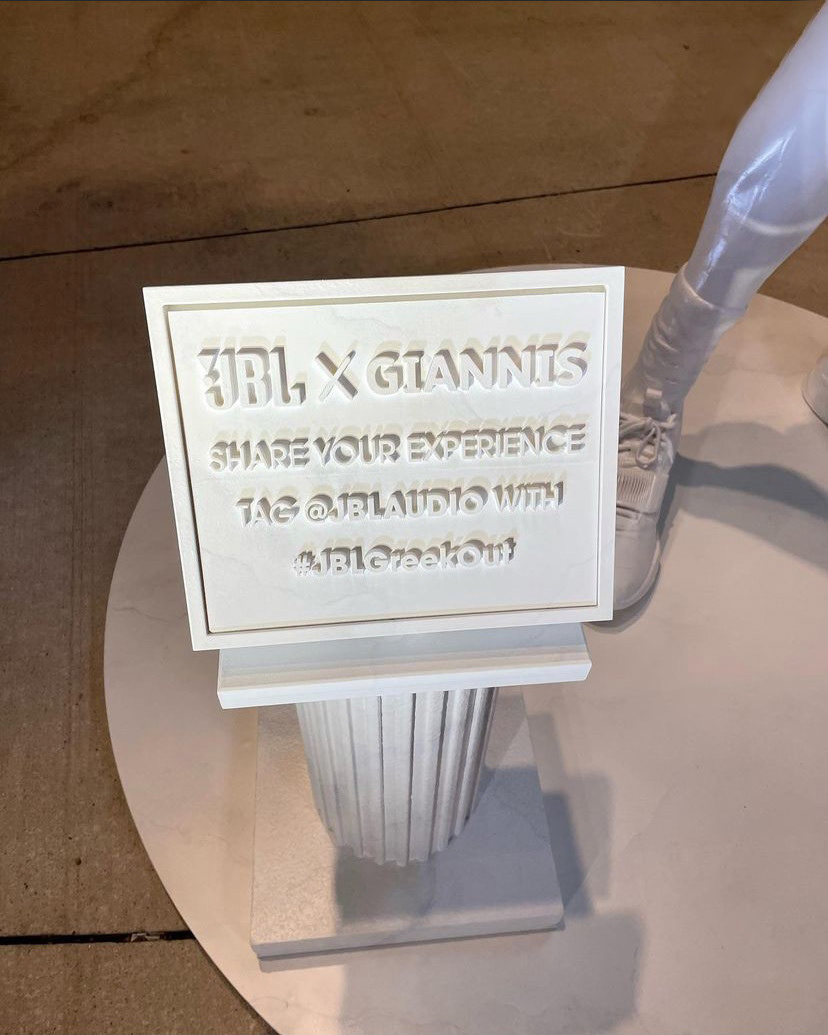 JBL X GIANNIS
SHARE YOUR EXPERIENCE
TAG @JBLAUDIO WITH
#JBLGreekOut